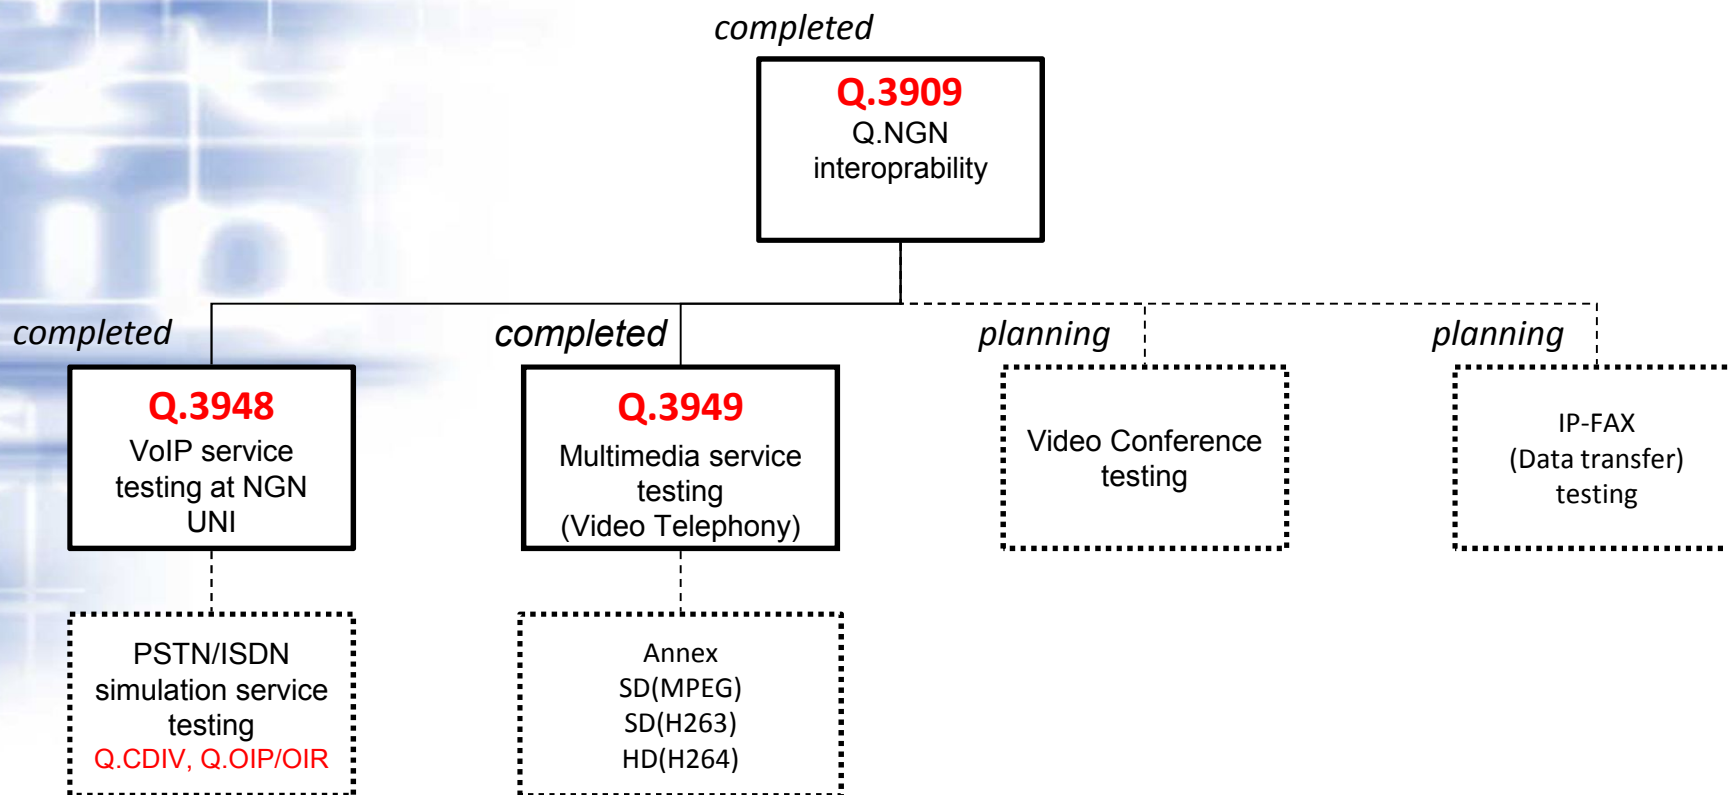 completed
Q.3909
Q.NGN
interoprability
completed
completed
planning
planning
Q.3948
VoIP service
testing at NGN
UNI
Q.3949
Multimedia service
testing
(Video Telephony)
Video Conference
testing
IP-FAX
(Data transfer)
testing
PSTN/ISDN
simulation service
testing
Q.CDIV, Q.OIP/OIR
Annex
SD(MPEG)
SD(H263)
HD(H264)